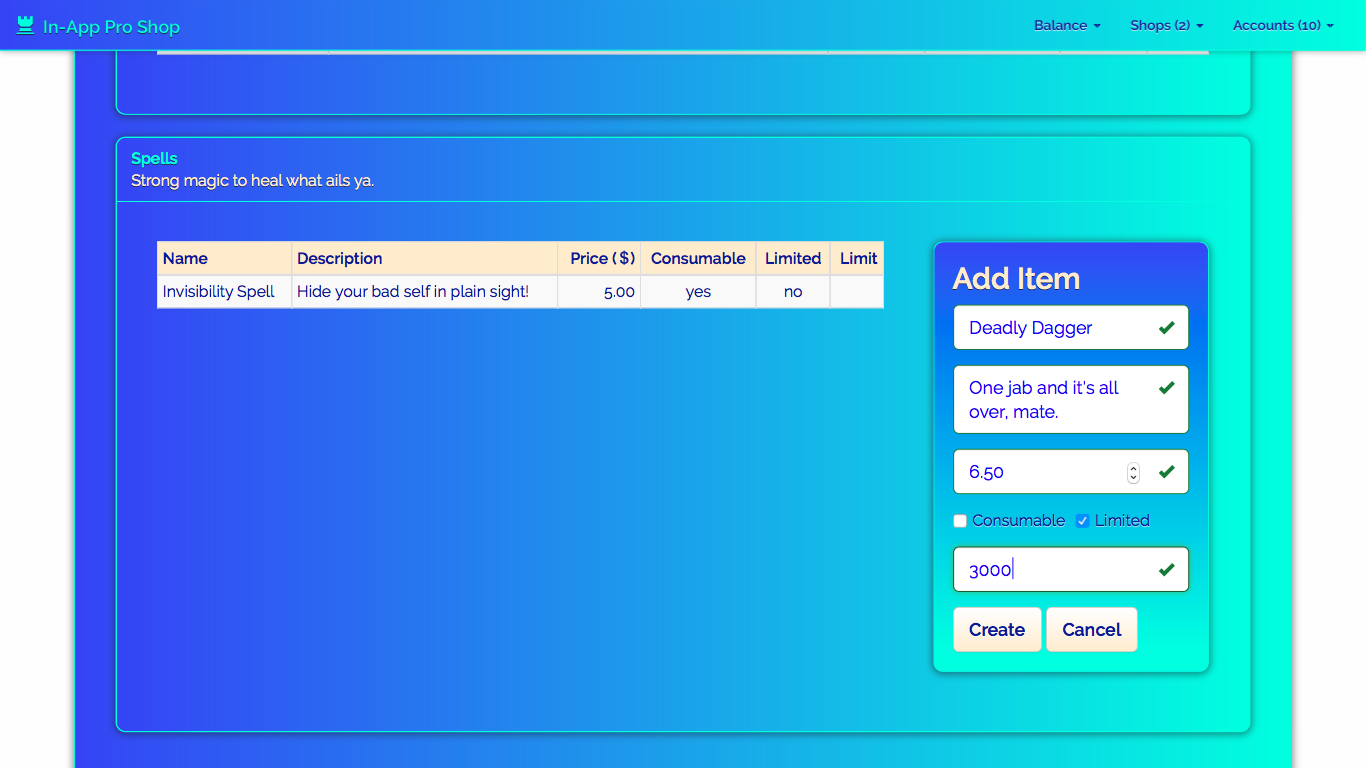 In-App Pro Shop
Balance Shops (2) Accounts (10)
Spells
Strong magic to heal what ails ya.
Name Description Price ($) Consumable Limited Limit
Invisibility Spell Hide your bad self in plain sight! 5.00 yes no
Add Item
Deadly Dagger
One jab and it's all
over, mate.
6.50
Consumable Limited
3000
Create Cancel